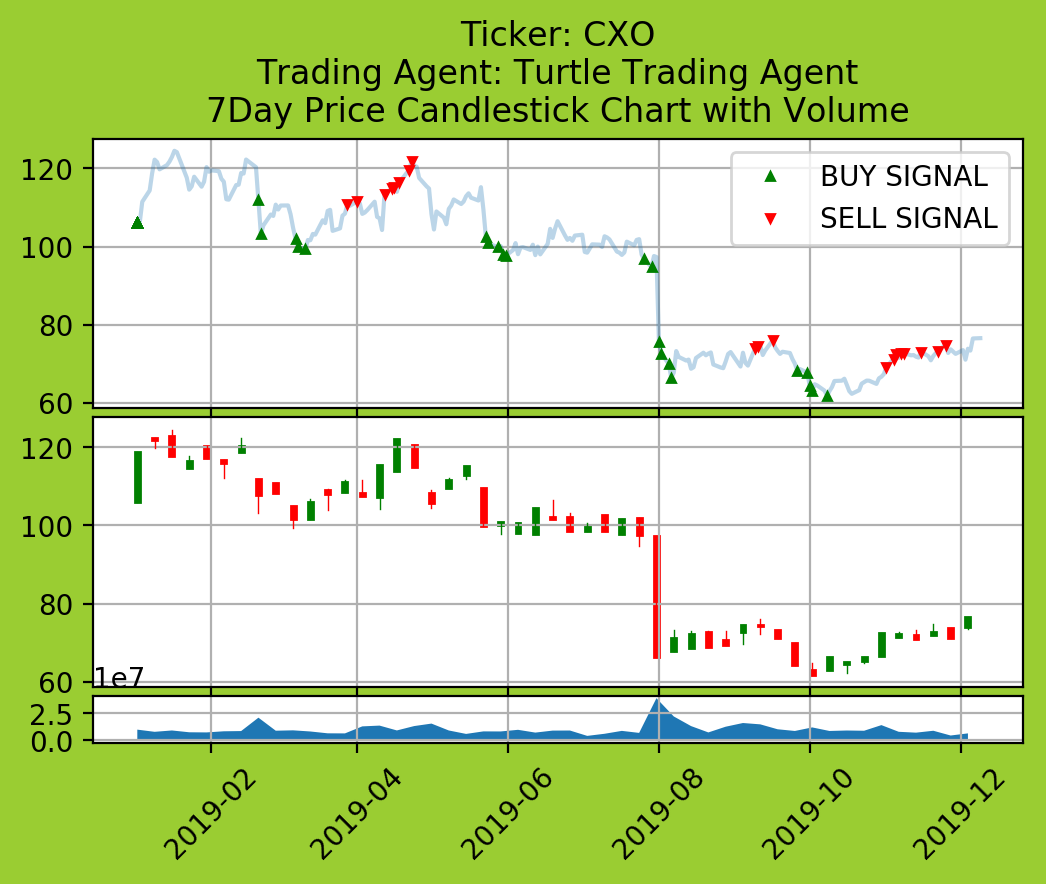 Ticker: CXO
Trading Agent: Turtle Trading Agent
7Day Price Candlestick Chart with Volume
120
100
80
60
BUY SIGNAL
SELL SIGNAL
120
100
80
60
1e7
2.5
0.0
2019-02
2019-04
2019-06
2019-08
2019-10
2019-12